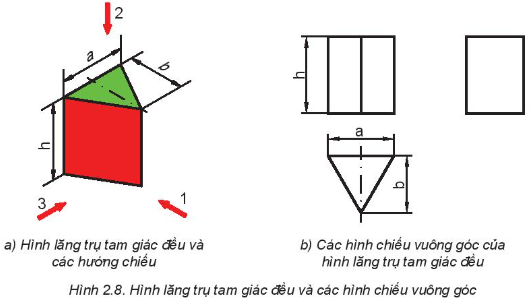 2
a
b
h
3
1
h
a
b
a) Hình lăng trụ tam giác đều và
các hướng chiếu
b) Các hình chiếu vuông góc của
hình lăng trụ tam giác đều
Hình 2.8. Hình lăng trụ tam giác đều và các hình chiếu vuông góc